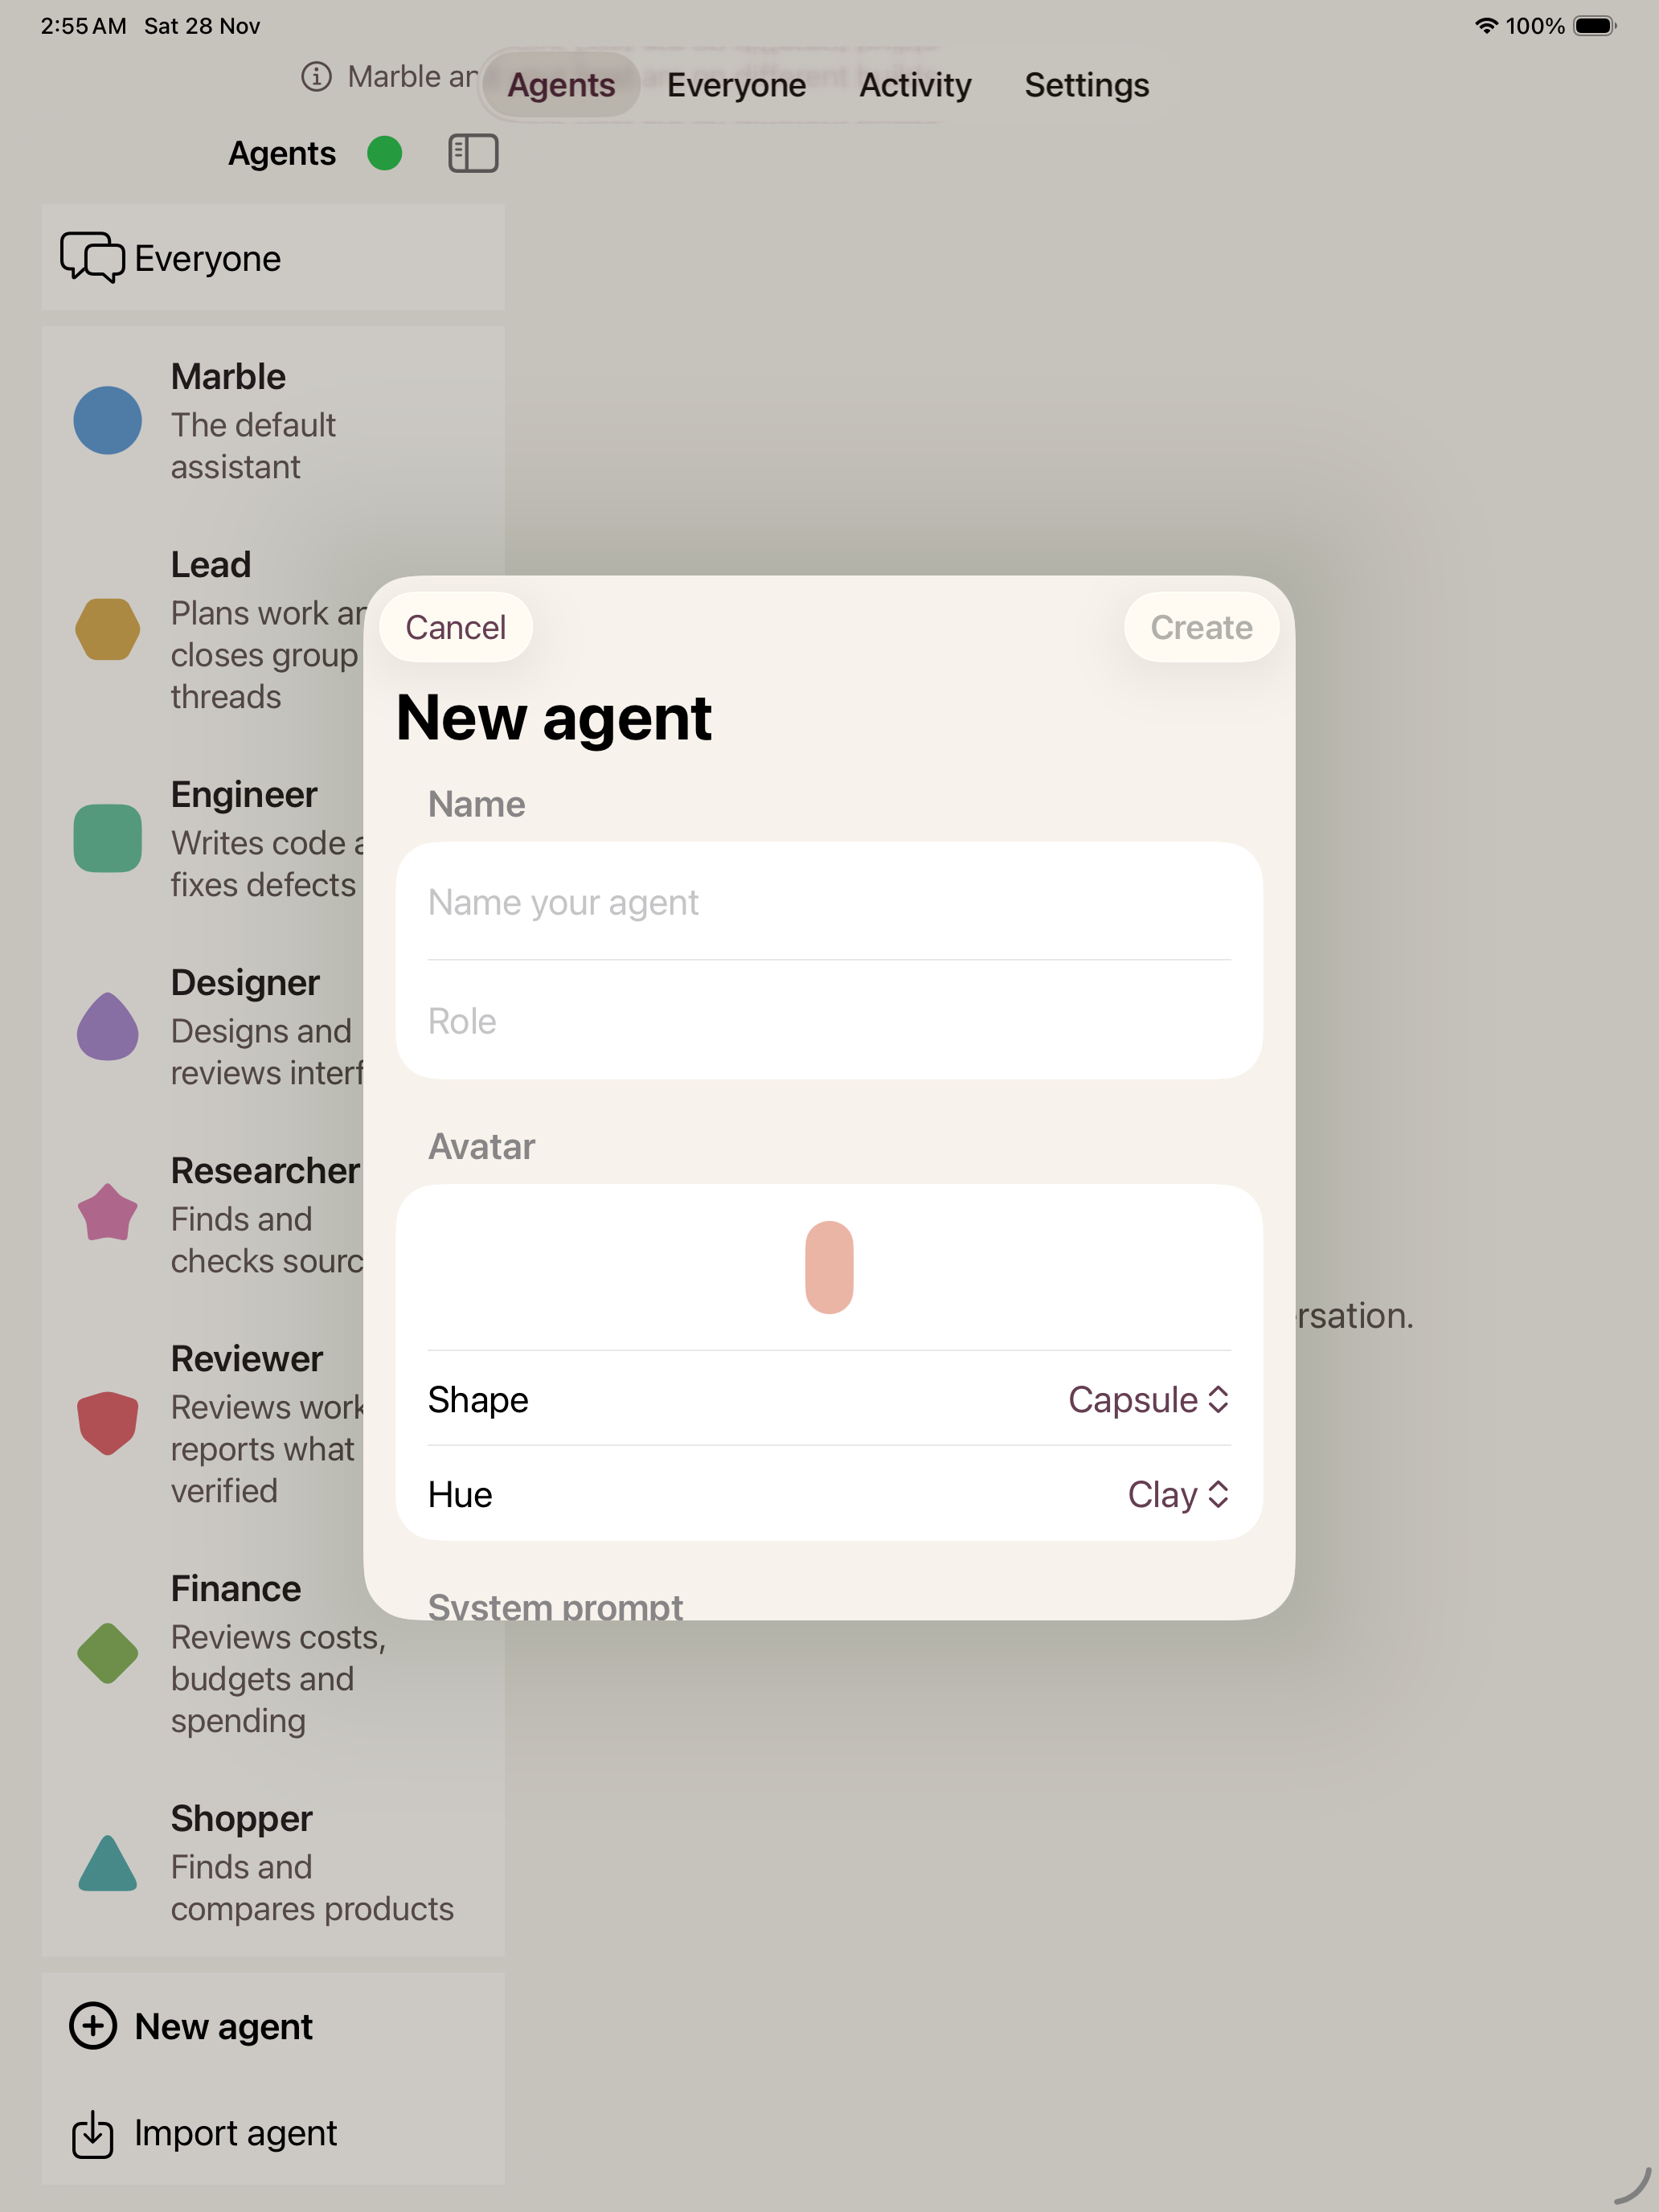 2:55 AM Sat 28 Nov
100%
Marble an
Agents Everyone Activity Settings
Agents
Everyone
Marble
The default
assistant
Lead
Plans work
closes group
threads
Engineer
Writes code
fixes defects
Designer
Designs and
reviews interf
Researcher
Finds and
checks sourc
Reviewer
Reviews work
reports what
verified
Finance
Reviews costs,
budgets and
spending
Shopper
Finds and
compares products
New agent
Import agent
Cancel
Create
New agent
Name
Name your agent
Role
Avatar
Shape Capsule
Hue Clay
System prompt
rsation.